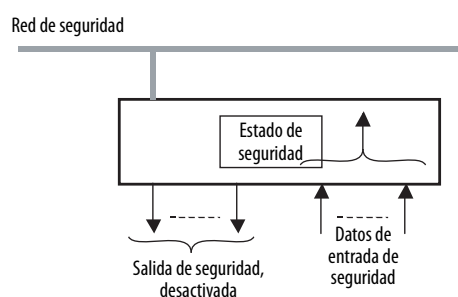 Red de seguridad
Estado de
seguridad
Salida de seguridad,
desactivada
Datos de
entrada de
seguridad